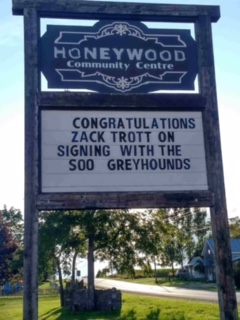 HONEYWOOD
Community Centre
CONGRATULATIONS
ZACK TROTT ON
SIGNING WITH THE
SOO GREYHOUNDS